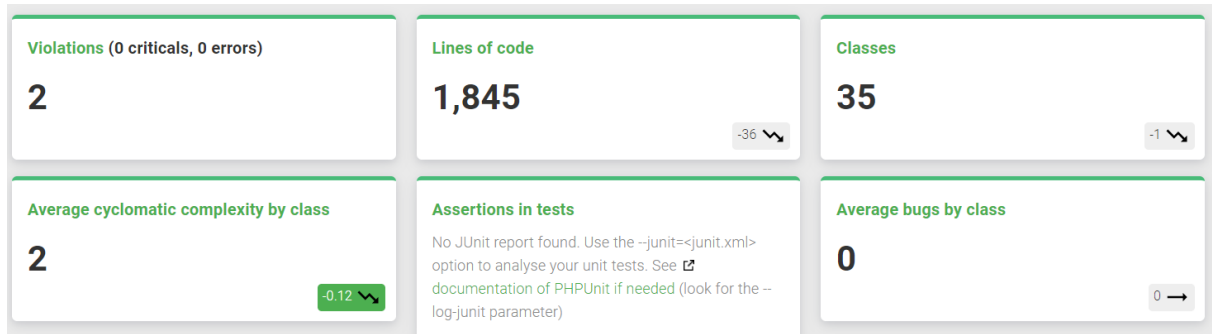 Violations (0 criticals, 0 errors)
2
Lines of code
1,845
-36
Classes
35
-1
Average cyclomatic complexity by class
2
-0.12
Assertions in tests
No JUnit report found. Use the --junit=<junit.xml>
option to analyse your unit tests. See
documentation of PHPUnit if needed (look for the --
log-junit parameter)
Average bugs by class
0
0